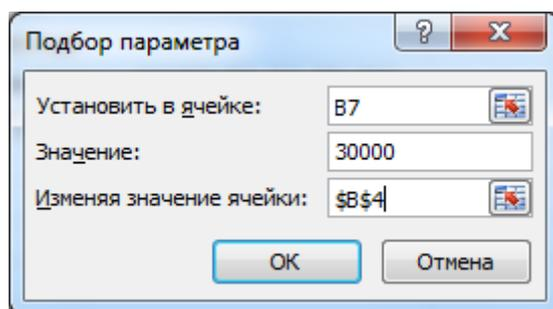 Подбор параметра
Установить в ячейке: B7
Значение: 30000
Изменяя значение ячейки: $B$4
ОК Отмена